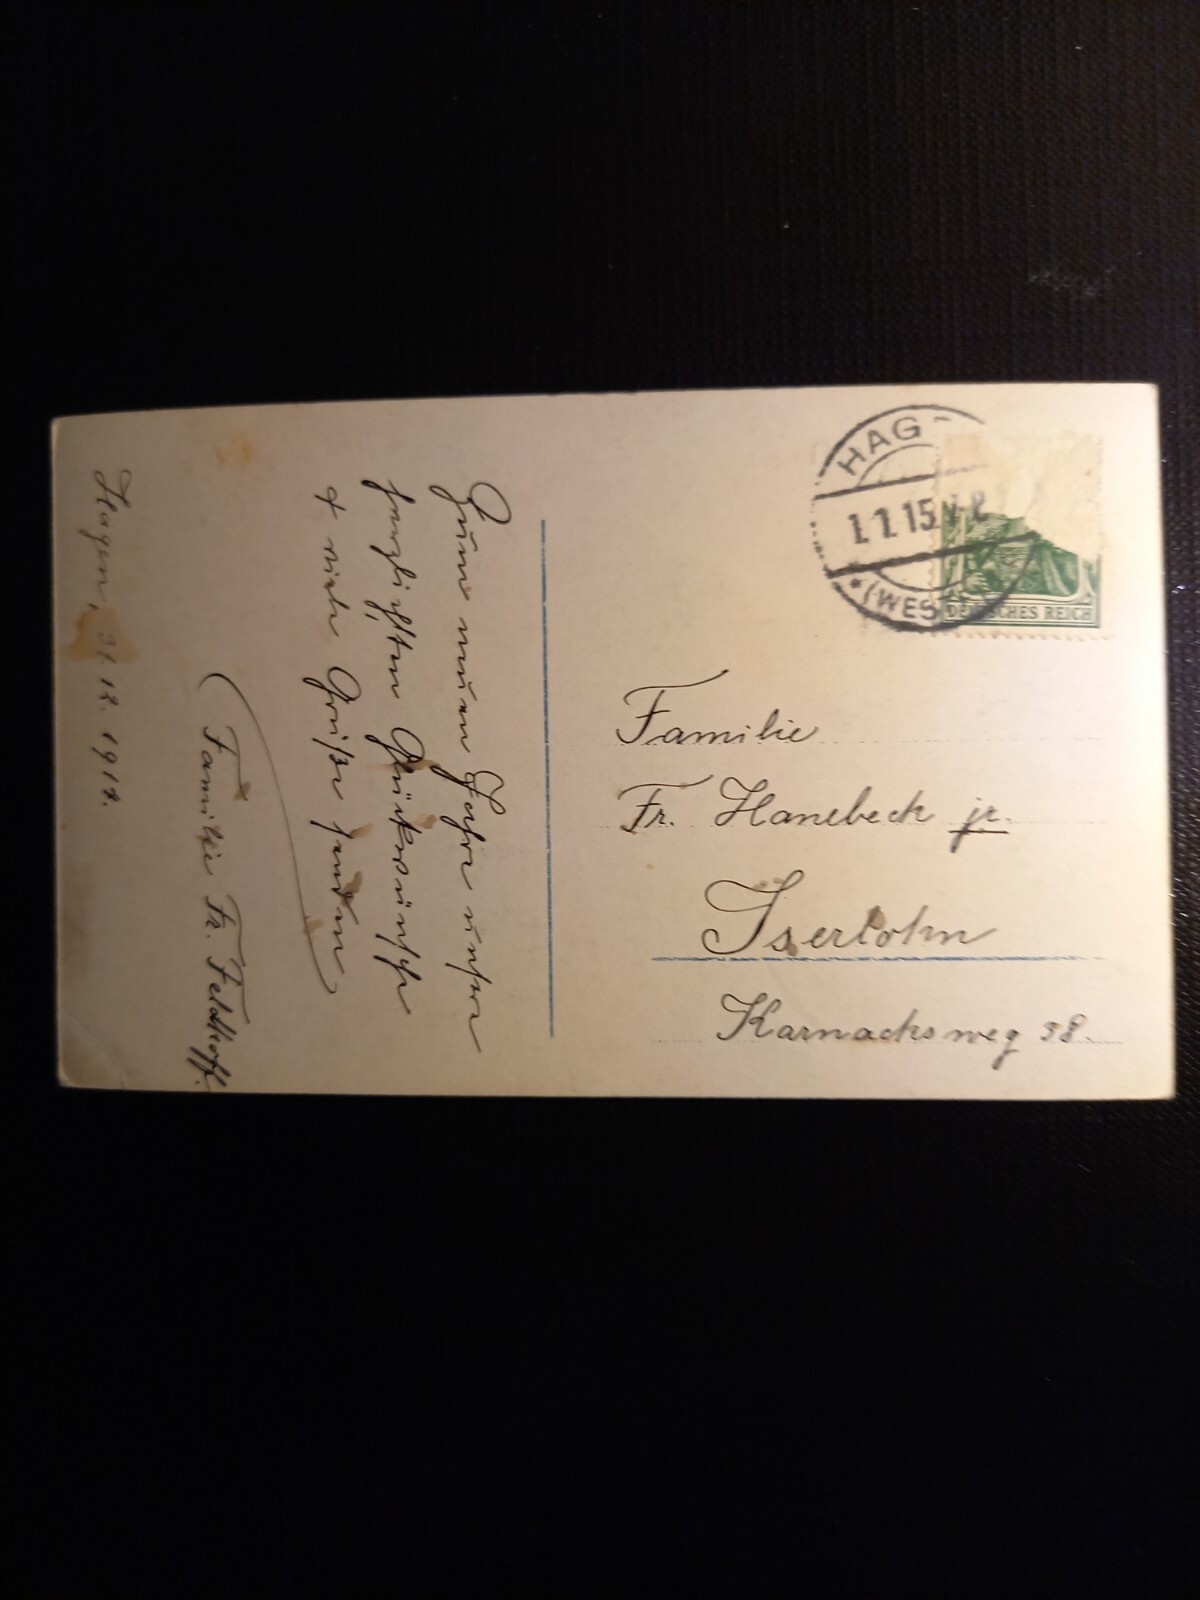 HAG
1.1.15
*(WEST
DEUTSCHES REICH
Familie
Fr. Hanebeck jr.
Iserlohn
Karnacksweg 38.
Zum neuen Jahre unsere
herzlichsten Glückwünsche
& viele Grüße senden
Familie Fr. Feldhoff.
Hagen, 31.12.1914.